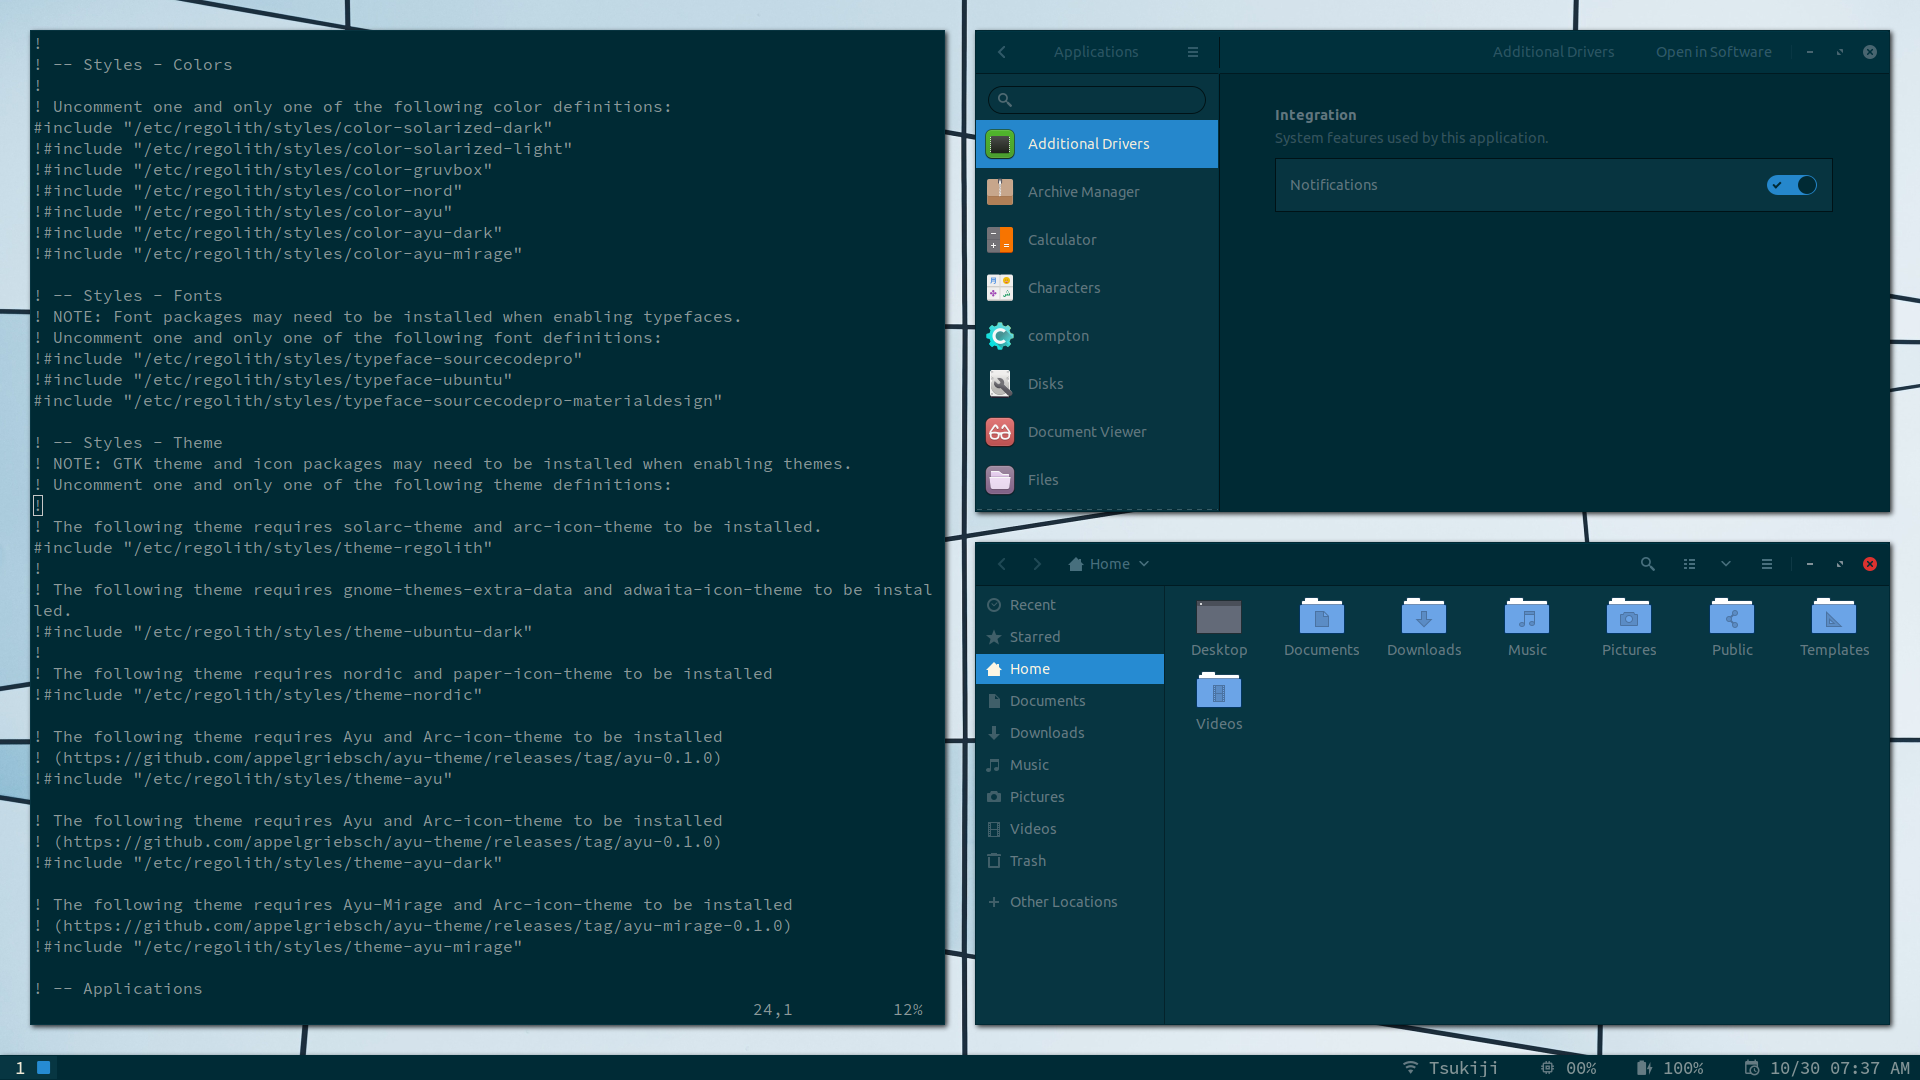 !
! -- Styles - Colors
!
! Uncomment one and only one of the following color definitions:
#include "/etc/regolith/styles/color-solarized-dark"
!#include "/etc/regolith/styles/color-solarized-light"
!#include "/etc/regolith/styles/color-gruvbox"
!#include "/etc/regolith/styles/color-nord"
!#include "/etc/regolith/styles/color-ayu"
!#include "/etc/regolith/styles/color-ayu-dark"
!#include "/etc/regolith/styles/color-ayu-mirage"
! -- Styles - Fonts
! NOTE: Font packages may need to be installed when enabling typefaces.
! Uncomment one and only one of the following font definitions:
!#include "/etc/regolith/styles/typeface-sourcecodepro"
!#include "/etc/regolith/styles/typeface-ubuntu"
#include "/etc/regolith/styles/typeface-sourcecodepro-materialdesign"
! -- Styles - Theme
! NOTE: GTK theme and icon packages may need to be installed when enabling themes.
! Uncomment one and only one of the following theme definitions:
!
! The following theme requires solarc-theme and arc-icon-theme to be installed.
#include "/etc/regolith/styles/theme-regolith"
!
! The following theme requires gnome-themes-extra-data and adwaita-icon-theme to be instal
led.
!#include "/etc/regolith/styles/theme-ubuntu-dark"
!
! The following theme requires nordic and paper-icon-theme to be installed
!#include "/etc/regolith/styles/theme-nordic"
! The following theme requires Ayu and Arc-icon-theme to be installed
! (https://github.com/appelgriebsch/ayu-theme/releases/tag/ayu-0.1.0)
!#include "/etc/regolith/styles/theme-ayu"
! The following theme requires Ayu and Arc-icon-theme to be installed
! (https://github.com/appelgriebsch/ayu-theme/releases/tag/ayu-0.1.0)
!#include "/etc/regolith/styles/theme-ayu-dark"
! The following theme requires Ayu-Mirage and Arc-icon-theme to be installed
! (https://github.com/appelgriebsch/ayu-theme/releases/tag/ayu-mirage-0.1.0)
!#include "/etc/regolith/styles/theme-ayu-mirage"
! -- Applications
24,1 12%
Applications
Additional Drivers Open in Software
Additional Drivers
Archive Manager
Calculator
Characters
compton
Disks
Document Viewer
Files
Integration
System features used by this application.
Notifications
Home
Recent
Starred
Home
Documents
Downloads
Music
Pictures
Videos
Trash
Other Locations
Desktop Documents Downloads Music Pictures Public Templates
Videos
1 Tsukiji 00% 100% 10/30 07:37 AM